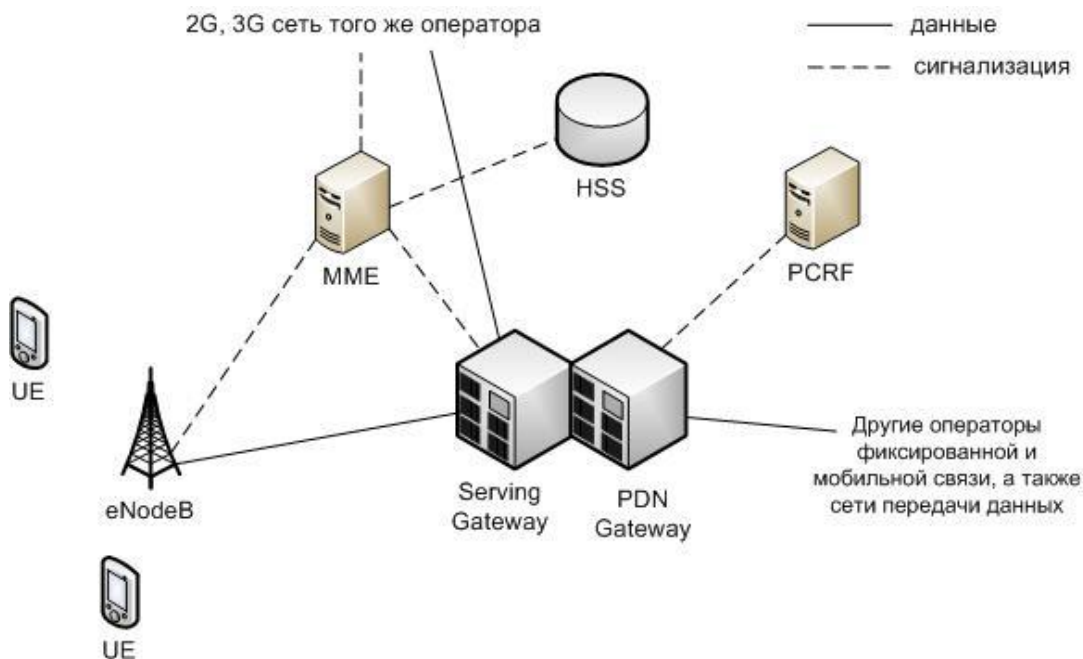 2G, 3G сеть того же оператора
данные
сигнализация
HSS
MME
PCRF
UE
eNodeB
Serving
Gateway
PDN
Gateway
Другие операторы
фиксированной и
мобильной связи, а также
сети передачи данных
UE